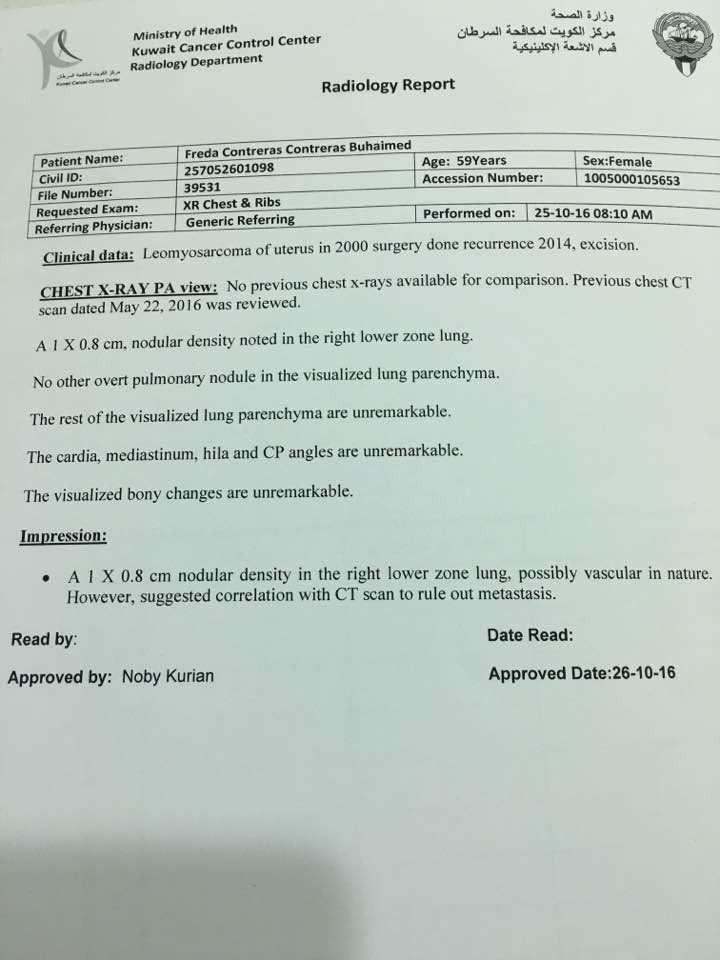 Ministry of Health
Kuwait Cancer Control Center
Radiology Department
وزارة الصحة
مركز الكويت لمكافحة السرطان
قسم الاشعة الإكلينيكية
مركز الكويت لمكافحة السرطان
Kuwait Cancer Control Center
Radiology Report
Patient Name: Freda Contreras Contreras Buhaimed
Civil ID: 257052601098 Age: 59Years Sex:Female
File Number: 39531 Accession Number: 1005000105653
Requested Exam: XR Chest & Ribs
Referring Physician: Generic Referring Performed on: 25-10-16 08:10 AM
Clinical data: Leomyosarcoma of uterus in 2000 surgery done recurrence 2014, excision.
CHEST X-RAY PA view: No previous chest x-rays available for comparison. Previous chest CT
scan dated May 22, 2016 was reviewed.
A 1 X 0.8 cm, nodular density noted in the right lower zone lung.
No other overt pulmonary nodule in the visualized lung parenchyma.
The rest of the visualized lung parenchyma are unremarkable.
The cardia, mediastinum, hila and CP angles are unremarkable.
The visualized bony changes are unremarkable.
Impression:
• A 1 X 0.8 cm nodular density in the right lower zone lung, possibly vascular in nature.
However, suggested correlation with CT scan to rule out metastasis.
Read by: Date Read:
Approved by: Noby Kurian Approved Date:26-10-16